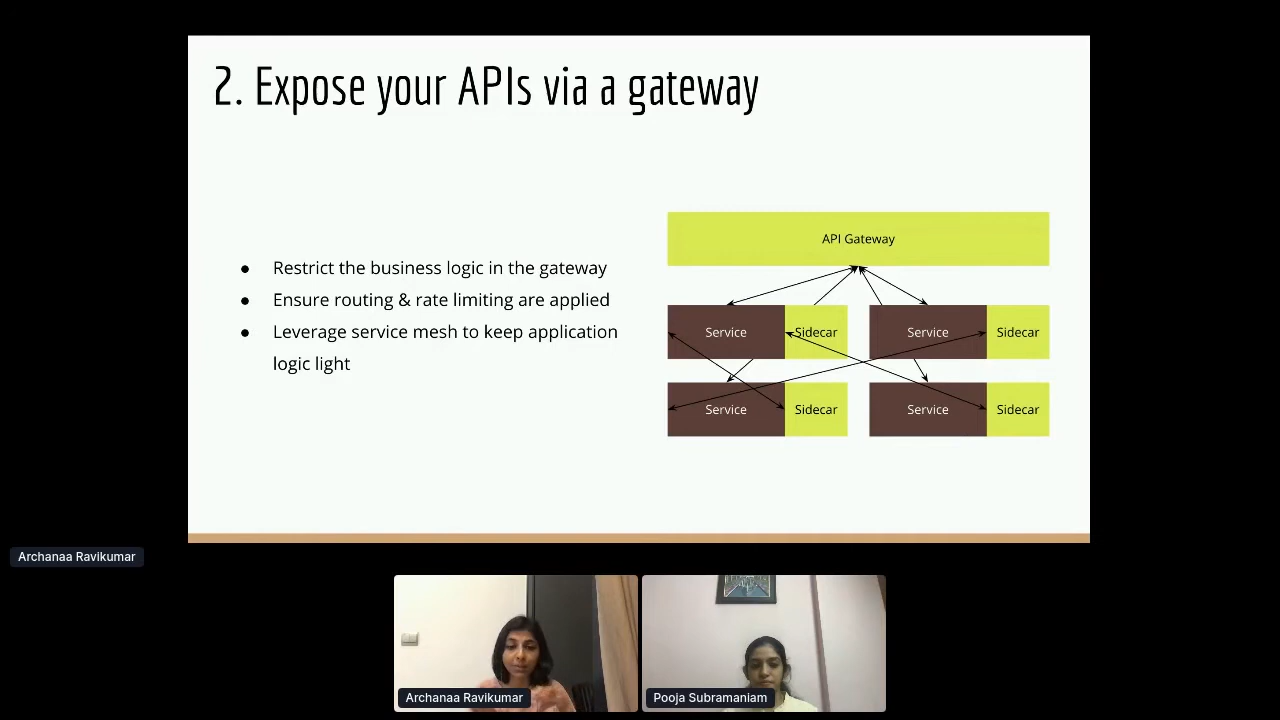 2. Expose your APIs via a gateway
● Restrict the business logic in the gateway
● Ensure routing & rate limiting are applied
● Leverage service mesh to keep application
logic light
API Gateway
Service
Sidecar
Service
Sidecar
Service
Sidecar
Service
Sidecar
Archanaa Ravikumar
Archanaa Ravikumar
Pooja Subramaniam